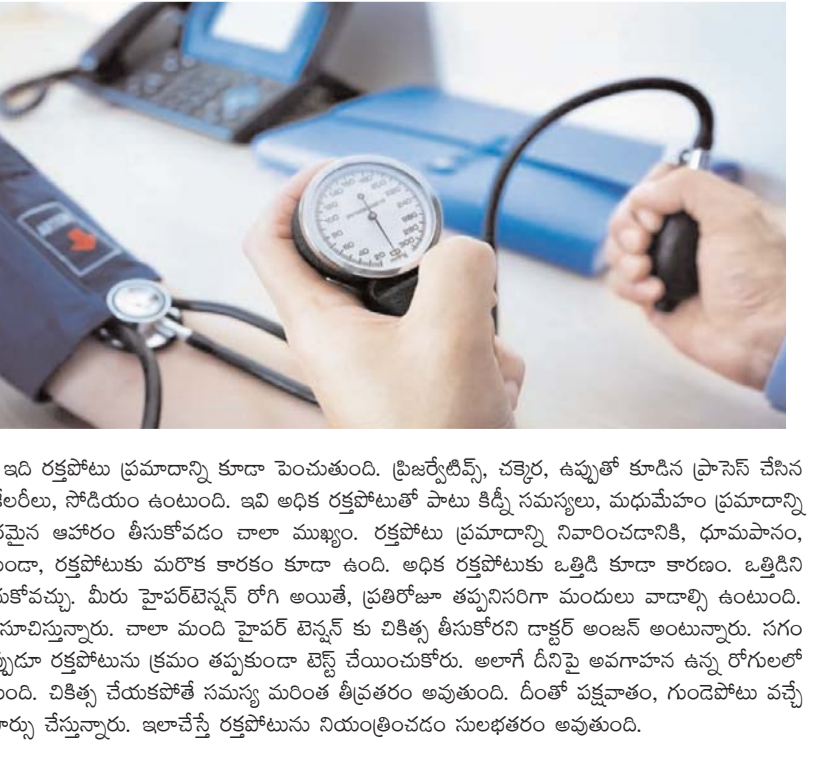 ఇది రక్తపోటు ప్రమాదాన్ని కూడా పెంచుతుంది. ప్రిజర్వేటివ్స్, చక్కెర, ఉప్పుతో కూడిన ప్రాసెస్ చేసిన
సోడియం ఉంటుంది. ఇవి అధిక రక్తపోటుతో పాటు కిడ్నీ సమస్యలు, మధుమేహం ప్రమాదాన్ని
ఆహారం తీసుకోవడం చాలా ముఖ్యం. రక్తపోటు ప్రమాదాన్ని నివారించడానికి, ధూమపానం,
రక్తపోటుకు మరొక కారకం కూడా ఉంది. అధిక రక్తపోటుకు ఒత్తిడి కూడా కారణం. ఒత్తిడిని
మీరు హైపర్‌టెన్షన్ రోగి అయితే, ప్రతిరోజూ తప్పనిసరిగా మందులు వాడాల్సి ఉంటుంది.
సూచిస్తున్నారు. చాలా మంది హైపర్ టెన్షన్ కు చికిత్స తీసుకోరని డాక్టర్ అంజన్ అంటున్నారు. సగం
రక్తపోటును క్రమం తప్పకుండా టెస్ట్ చేయించుకోరు. అలాగే దీనిపై అవగాహన ఉన్న రోగులలో
చికిత్స చేయకపోతే సమస్య మరింత తీవ్రతరం అవుతుంది. దీంతో పక్షవాతం, గుండెపోటు వచ్చే
చేస్తున్నారు. ఇలాచేస్తే రక్తపోటును నియంత్రించడం సులభతరం అవుతుంది.